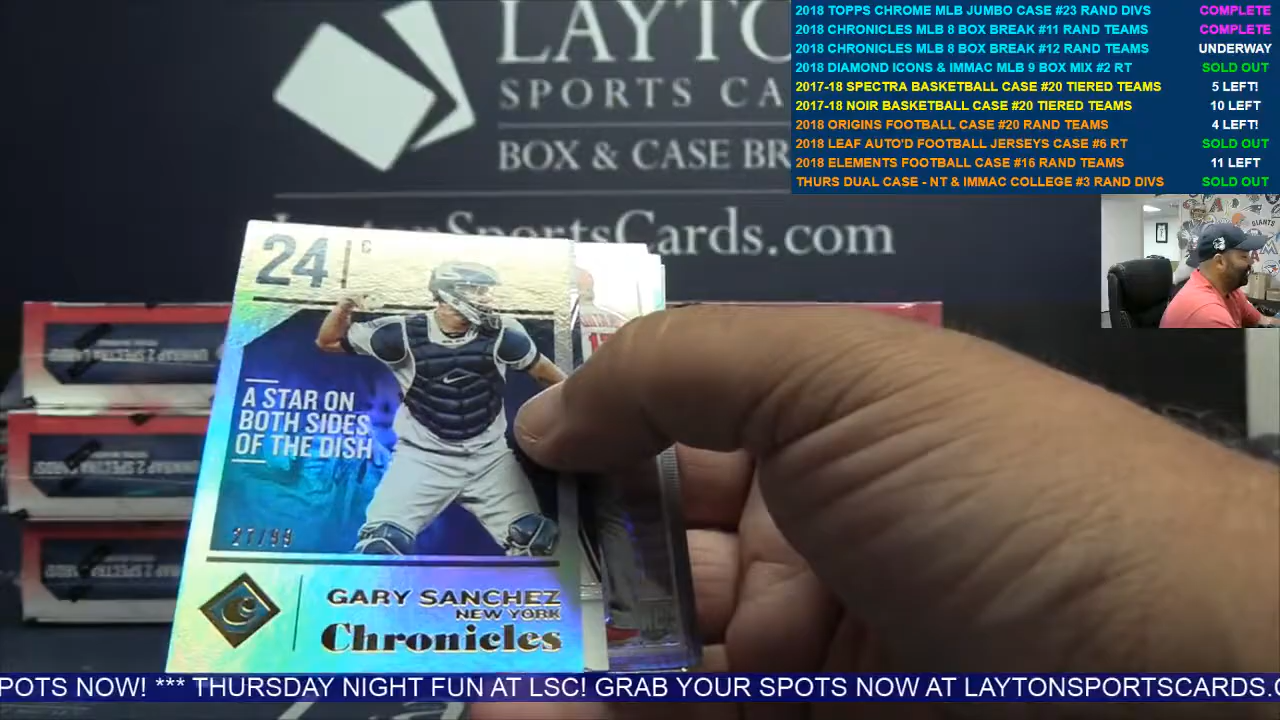 2018 TOPPS CHROME MLB JUMBO CASE #23 RAND DIVS COMPLETE
2018 CHRONICLES MLB 8 BOX BREAK #11 RAND TEAMS COMPLETE
2018 CHRONICLES MLB 8 BOX BREAK #12 RAND TEAMS UNDERWAY
2018 DIAMOND ICONS & IMMAC MLB 9 BOX MIX #2 RT SOLD OUT
2017-18 SPECTRA BASKETBALL CASE #20 TIERED TEAMS 5 LEFT!
2017-18 NOIR BASKETBALL CASE #20 TIERED TEAMS 10 LEFT
2018 ORIGINS FOOTBALL CASE #20 RAND TEAMS 4 LEFT!
2018 LEAF AUTO'D FOOTBALL JERSEYS CASE #6 RT SOLD OUT
2018 ELEMENTS FOOTBALL CASE #16 RAND TEAMS 11 LEFT
THURS DUAL CASE - NT & IMMAC COLLEGE #3 RAND DIVS SOLD OUT
LAYTO
SPORTS CA
BOX & CASE BR
LaytonSportsCards.com
24 C
A STAR ON
BOTH SIDES
OF THE DISH
27/99
GARY SANCHEZ
NEW YORK
Chronicles
POTS NOW! *** THURSDAY NIGHT FUN AT LSC! GRAB YOUR SPOTS NOW AT LAYTONSPORTSCARDS.C